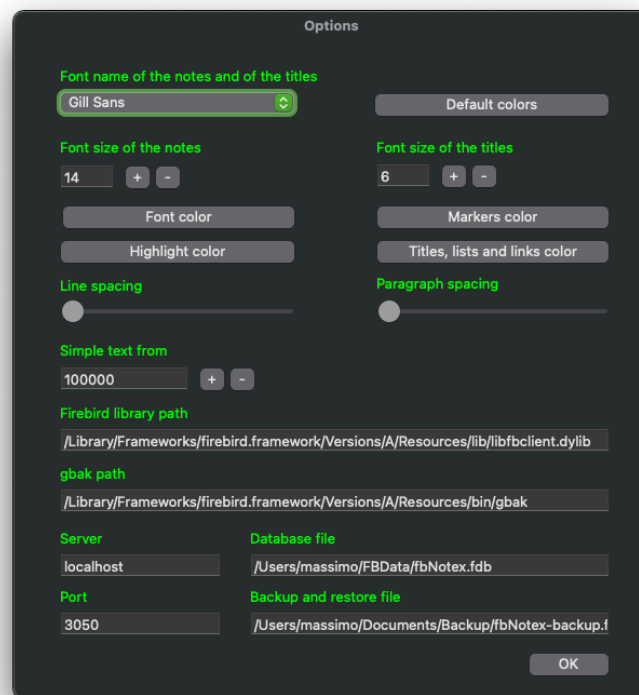 Options
Font name of the notes and of the titles
Gill Sans
Default colors
Font size of the notes
Font size of the titles
14
+
-
6
+
-
Font color
Markers color
Highlight color
Titles, lists and links color
Line spacing
Paragraph spacing
Simple text from
100000
+
-
Firebird library path
/Library/Frameworks/firebird.framework/Versions/A/Resources/lib/libfbclient.dylib
gbak path
/Library/Frameworks/firebird.framework/Versions/A/Resources/bin/gbak
Server
Database file
localhost
/Users/massimo/FBData/fbNotex.fdb
Port
Backup and restore file
3050
/Users/massimo/Documents/Backup/fbNotex-backup.f
OK